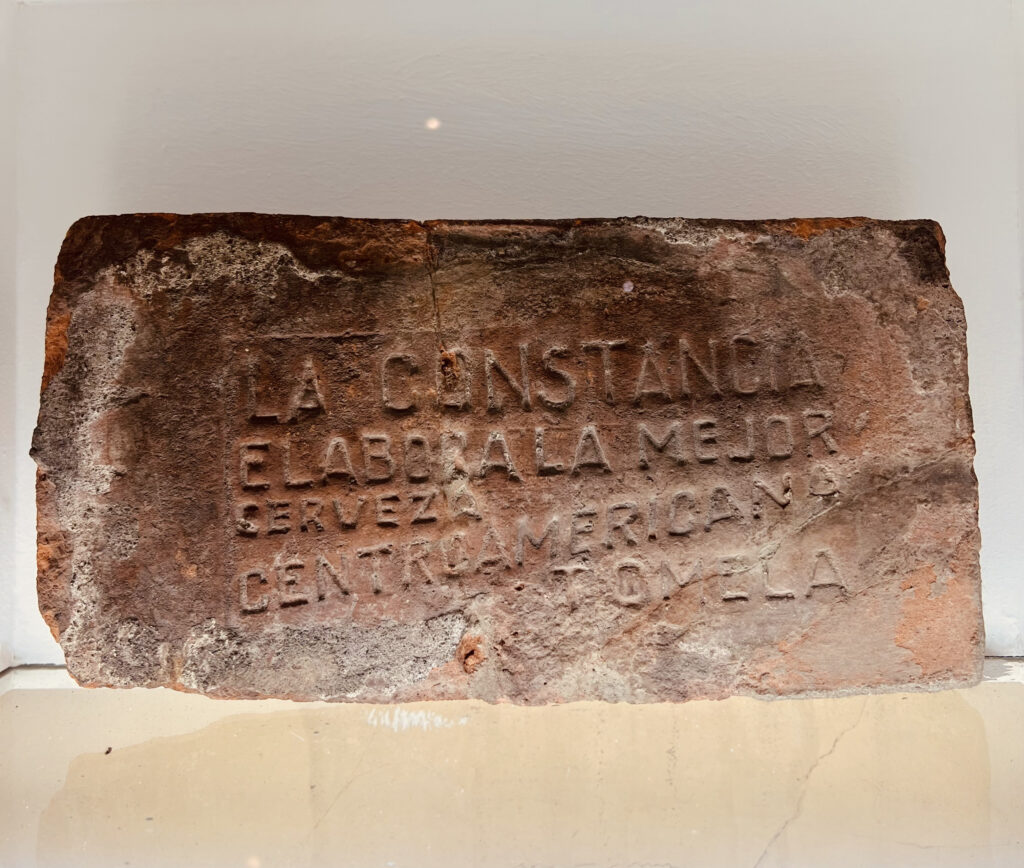 LA CONSTANCIA
ELABORA LA MEJOR
CERVEZA
CENTROAMERICANA
TOMELA